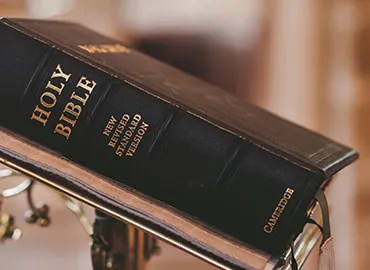 HOLY
BIBLE
NEW
REVISED
STANDARD
VERSION
CAMBRIDGE